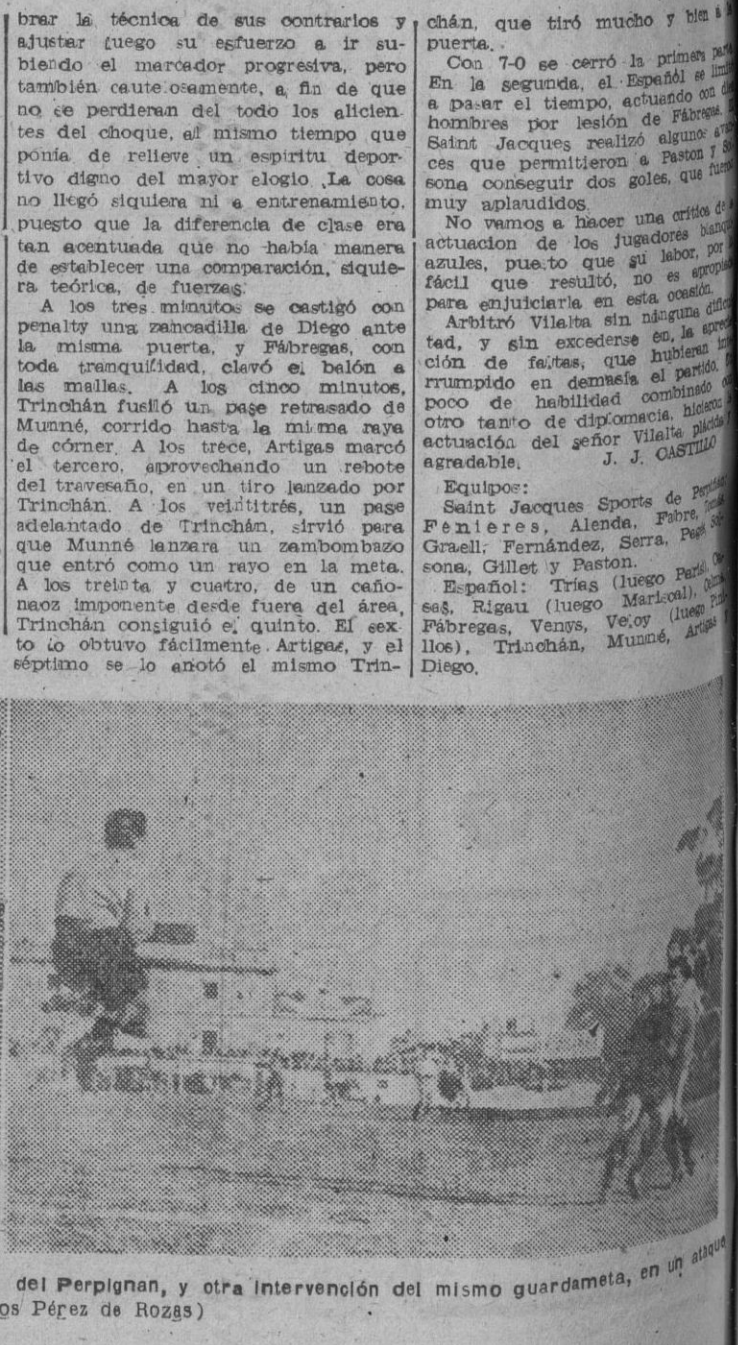 brar la técnica de sus contrarios y
ajustar luego su esfuerzo a ir su-
biendo el marcador progresiva, pero
también cautelosamente, a fin de que
no se perdieran del todo los alicien-
tes del choque, al mismo tiempo que
ponía de relieve un espíritu depor-
tivo digno del mayor elogio. La cosa
no llegó siquiera ni a entrenamiento,
puesto que la diferencia de clase era
tan acentuada que no había manera
de establecer una comparación, siquie-
ra teórica, de fuerzas.
A los tres minutos se castigó con
penalty una zancadilla de Diego ante
la misma puerta, y Fábregas, con
toda tranquilidad, clavó el balón a
las mallas. A los cinco minutos,
Trinchán fusiló un pase retrasado de
Munné, corrido hasta la misma raya
de córner. A los trece, Artigas marcó
el tercero, aprovechando un rebote
del travesaño, en un tiro lanzado por
Trinchán. A los veintitrés, un pase
adelantado de Trinchán, sirvió para
que Munné lanzara un zambombazo
que entró como un rayo en la meta.
A los treinta y cuatro, de un caño-
naoz imponente desde fuera del área,
Trinchán consiguió el quinto. El sex-
to lo obtuvo fácilmente Artigas, y el
séptimo se lo anotó el mismo Trin-
chán, que tiró mucho y bien a
puerta.
Con 7-0 se cerró la primera parte
En la segunda, el Español se limitó
a pasar el tiempo, actuando con
hombres por lesión de Fábregas.
Saint Jacques realizó algunos avan-
ces que permitieron a Paston y
sona conseguir dos goles, que fueron
muy aplaudidos.
No vamos a hacer una crítica de
actuacion de los jugadores blanqui-
azules, puesto que su labor, por
fácil que resultó, no es apropiada
para enjuiciarla en esta ocasión.
Arbitró Vilalta sin ninguna dificul-
tad, y sin excederse en la aprecia-
ción de faltas, que hubieran inte-
rrumpido en demasía el partido.
poco de habilidad combinado con
otro tanto de diplomacia, hicieron
actuación del señor Vilalta plácida
agradable.
J. J. CASTILLO
Equipos:
Saint Jacques Sports de Perpiñán:
Fénieres, Alenda, Fabre,
Graell, Fernández, Serra, Pagé,
sona, Gillet y Paston.
Español: Trías (luego París),
sas, Rigau (luego Mariscal),
Fábregas, Venys, Veloy (luego
llos), Trinchán, Munné, Artigas
Diego.
del Perpignan, y otra intervención del mismo guardameta, en un ataque
os Pérez de Rozas)